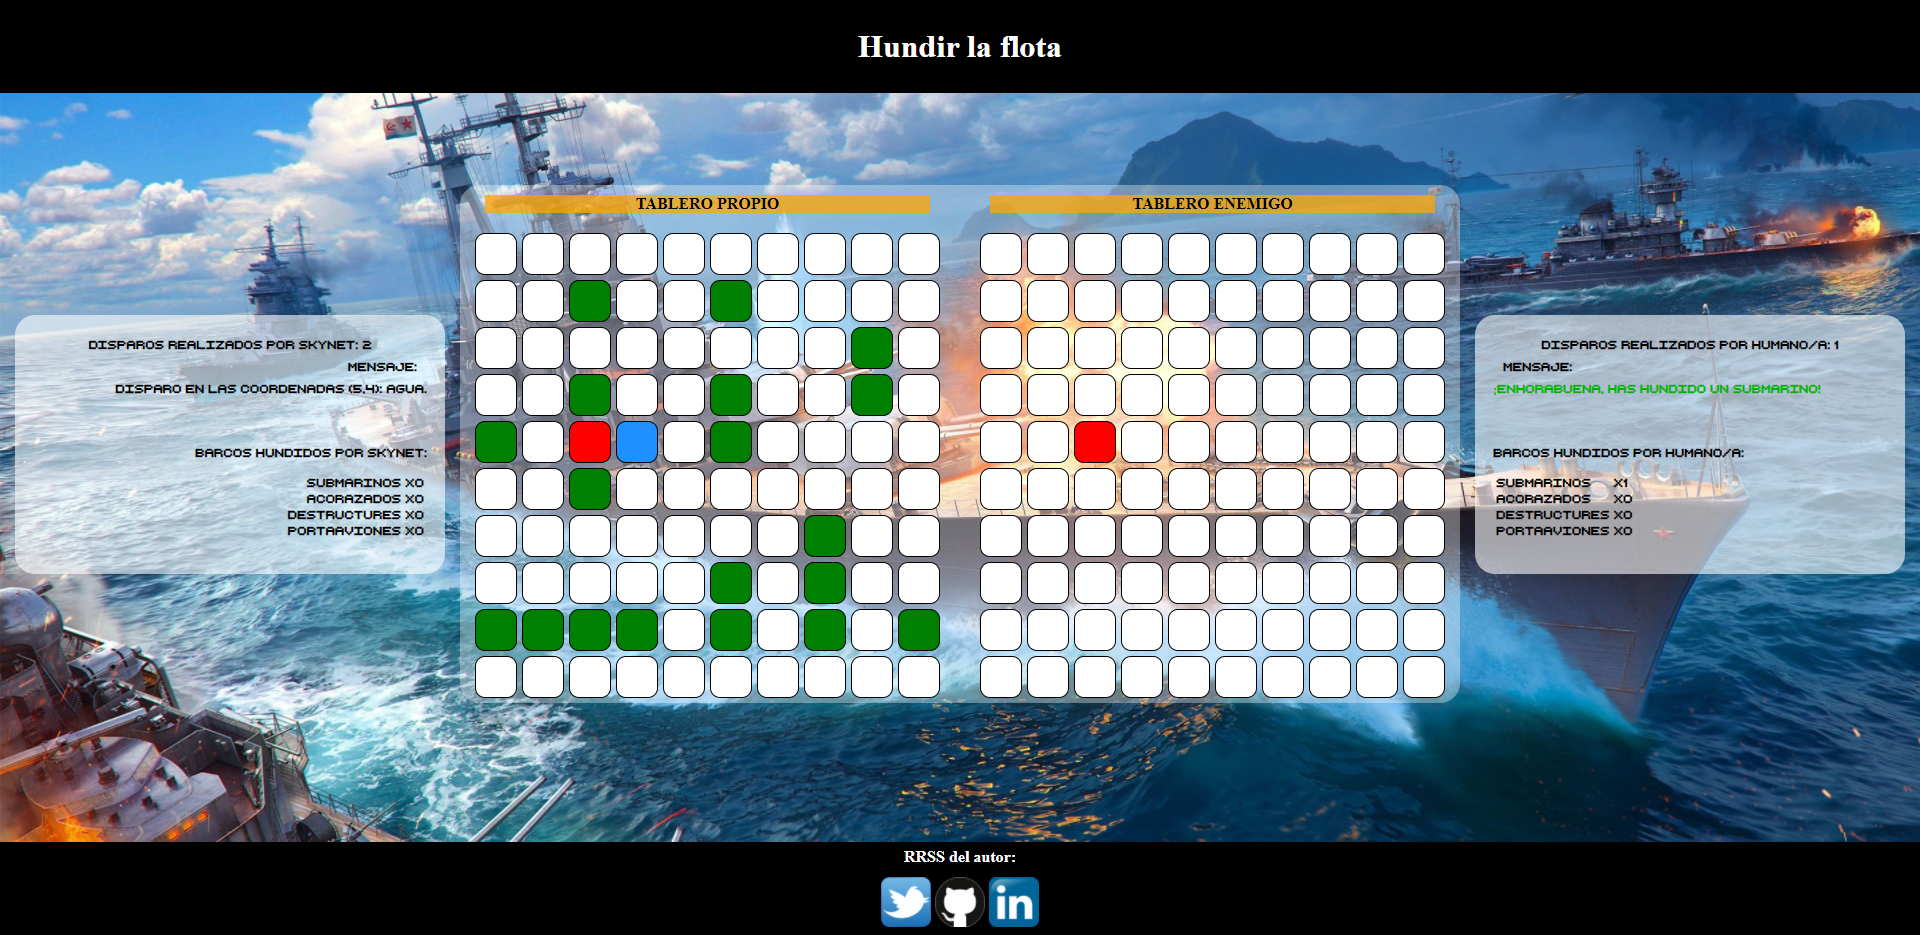 Hundir la flota
TABLERO PROPIO
TABLERO ENEMIGO
DISPAROS REALIZADOS POR SKYNET: 2
MENSAJE:
DISPARO EN LAS COORDENADAS (5,4): AGUA.
BARCOS HUNDIDOS POR SKYNET:
SUBMARINOS X0
ACORAZADOS X0
DESTRUCTURES X0
PORTAAVIONES X0
DISPAROS REALIZADOS POR HUMANO/A: 1
MENSAJE:
¡ENHORABUENA, HAS HUNDIDO UN SUBMARINO!
BARCOS HUNDIDOS POR HUMANO/A:
SUBMARINOS X1
ACORAZADOS X0
DESTRUCTURES X0
PORTAAVIONES X0
RRSS del autor:
in